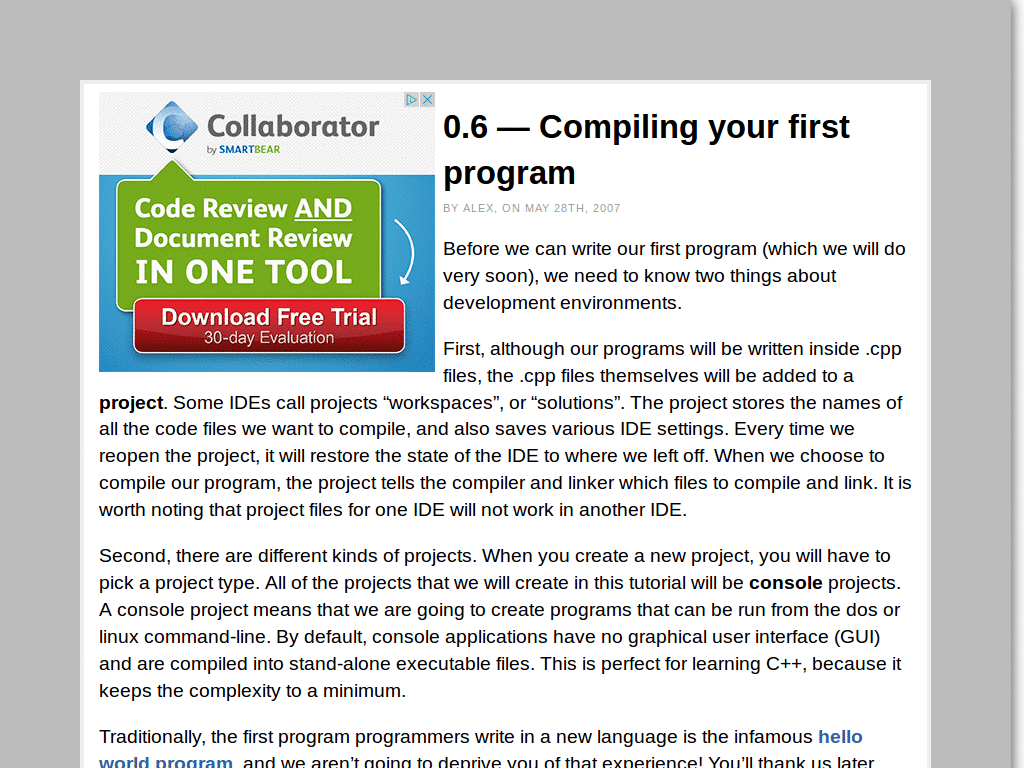 Collaborator
by SMARTBEAR
Code Review AND
Document Review
IN ONE TOOL
Download Free Trial
30-day Evaluation
0.6 — Compiling your first
program
BY ALEX, ON MAY 28TH, 2007
Before we can write our first program (which we will do
very soon), we need to know two things about
development environments.
First, although our programs will be written inside .cpp
files, the .cpp files themselves will be added to a
project. Some IDEs call projects “workspaces”, or “solutions”. The project stores the names of
all the code files we want to compile, and also saves various IDE settings. Every time we
reopen the project, it will restore the state of the IDE to where we left off. When we choose to
compile our program, the project tells the compiler and linker which files to compile and link. It is
worth noting that project files for one IDE will not work in another IDE.
Second, there are different kinds of projects. When you create a new project, you will have to
pick a project type. All of the projects that we will create in this tutorial will be console projects.
A console project means that we are going to create programs that can be run from the dos or
linux command-line. By default, console applications have no graphical user interface (GUI)
and are compiled into stand-alone executable files. This is perfect for learning C++, because it
keeps the complexity to a minimum.
Traditionally, the first program programmers write in a new language is the infamous hello
world program, and we aren’t going to deprive you of that experience! You’ll thank us later.